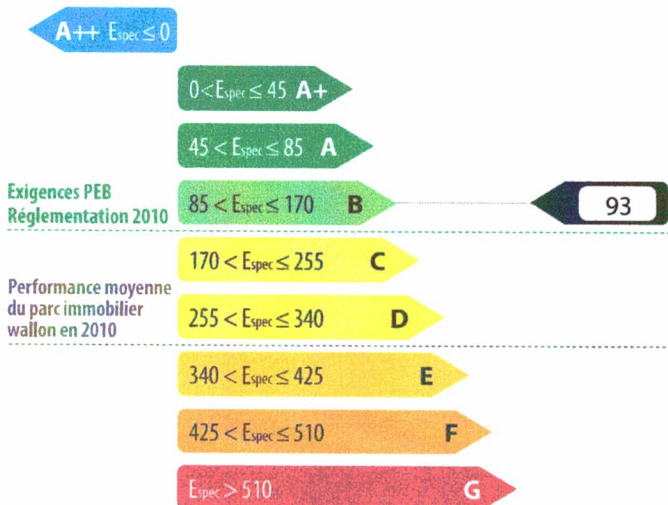 A++ Espec ≤ 0
0 < Espec ≤ 45 A+
45 < Espec ≤ 85 A
Exigences PEB
Réglementation 2010
85 < Espec ≤ 170 B
93
170 < Espec ≤ 255 C
Performance moyenne
du parc immobilier
wallon en 2010
255 < Espec ≤ 340 D
340 < Espec ≤ 425 E
425 < Espec ≤ 510 F
Espec > 510 G